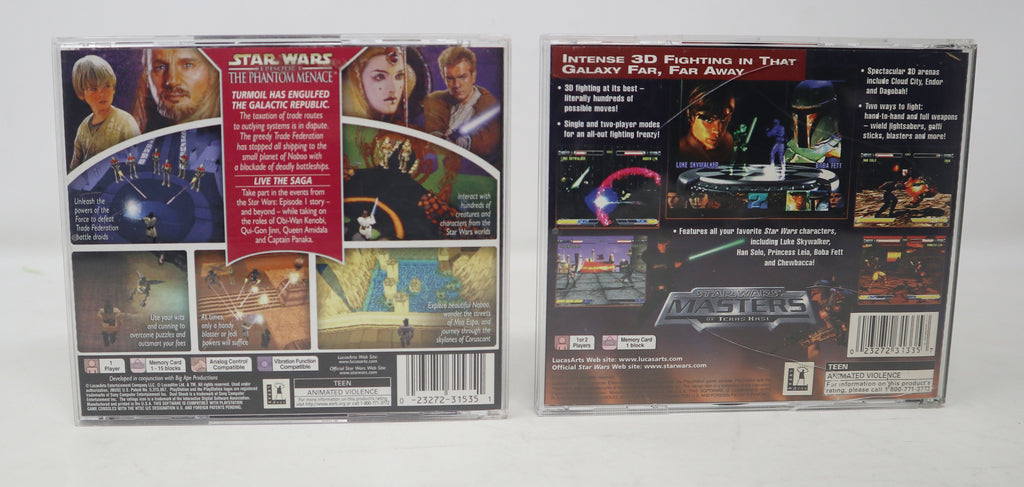 STAR WARS
EPISODE I
THE PHANTOM MENACE
TURMOIL HAS ENGULFED
THE GALACTIC REPUBLIC.
The taxation of trade routes
to outlying systems is in dispute.
The greedy Trade Federation
has stopped all shipping to the
small planet of Naboo with
a blockade of deadly battleships.
LIVE THE SAGA
Take part in the events from
the Star Wars: Episode I story –
and beyond – while taking on
the roles of Obi-Wan Kenobi,
Qui-Gon Jinn, Queen Amidala
and Captain Panaka.
Unleash the
powers of the
Force to defeat
Trade Federation
battle droids
Interact with
hundreds of
creatures and
characters from the
Star Wars worlds
Use your wits
and cunning to
overcome puzzles and
outsmart your foes
At times,
only a handy
blaster or Jedi
powers will suffice
Explore beautiful Naboo,
wander the streets
of Mos Espa, and
journey through the
skylanes of Coruscant
1
Player
Memory Card
1 - 15 blocks
Analog Control
Compatible
Vibration Function
Compatible
LucasArts Web Site:
www.lucasarts.com
Official Star Wars Web Site:
www.starwars.com
Developed in conjunction with Big Ape Productions
TEEN
ANIMATED VIOLENCE
0 23272-31535 1
INTENSE 3D FIGHTING IN THAT
GALAXY FAR, FAR AWAY
• 3D fighting at its best –
literally hundreds of
possible moves!
• Single and two-player modes
for an all-out fighting frenzy!
LUKE SKYWALKER
BOBA FETT
• Spectacular 3D arenas
include Cloud City, Endor
and Dagobah!
• Two ways to fight:
hand-to-hand and full weapons
– wield lightsabers, gaffi
sticks, blasters and more!
• Features all your favorite Star Wars characters,
including Luke Skywalker,
Han Solo, Princess Leia, Boba Fett
and Chewbacca!
STAR WARS
MASTERS
OF TERÄS KÄSI
1 or 2
Players
Memory Card
1 block
LucasArts Web site: www.lucasarts.com
Official Star Wars Web site: www.starwars.com
0 23272-31335
TEEN
ANIMATED VIOLENCE
For information on this product's
rating, please call 1-800-771-3772